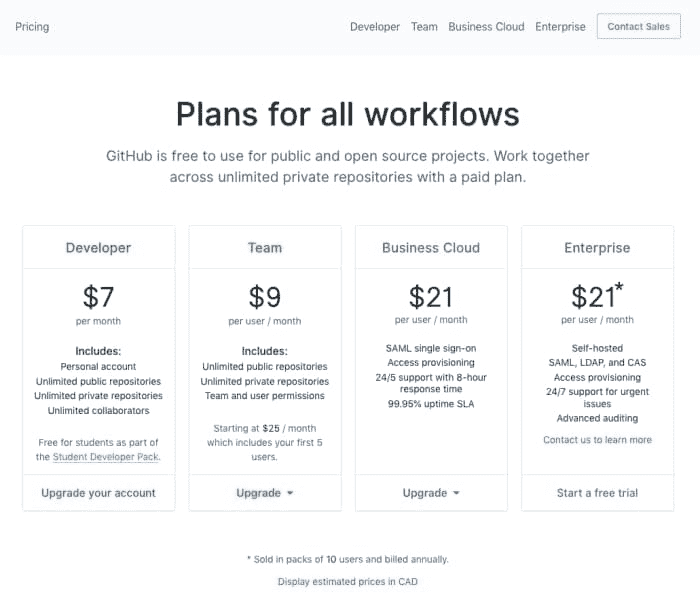 Pricing
Developer Team Business Cloud Enterprise Contact Sales
Plans for all workflows
GitHub is free to use for public and open source projects. Work together
across unlimited private repositories with a paid plan.
Developer
$7
per month
Includes:
Personal account
Unlimited public repositories
Unlimited private repositories
Unlimited collaborators
Free for students as part of
the Student Developer Pack.
Upgrade your account
Team
$9
per user / month
Includes:
Unlimited public repositories
Unlimited private repositories
Team and user permissions
Starting at $25 / month
which includes your first 5
users.
Upgrade
Business Cloud
$21
per user / month
SAML single sign-on
Access provisioning
24/5 support with 8-hour
response time
99.95% uptime SLA
Upgrade
Enterprise
$21*
per user / month
Self-hosted
SAML, LDAP, and CAS
Access provisioning
24/7 support for urgent
issues
Advanced auditing
Contact us to learn more
Start a free trial
* Sold in packs of 10 users and billed annually.
Display estimated prices in CAD